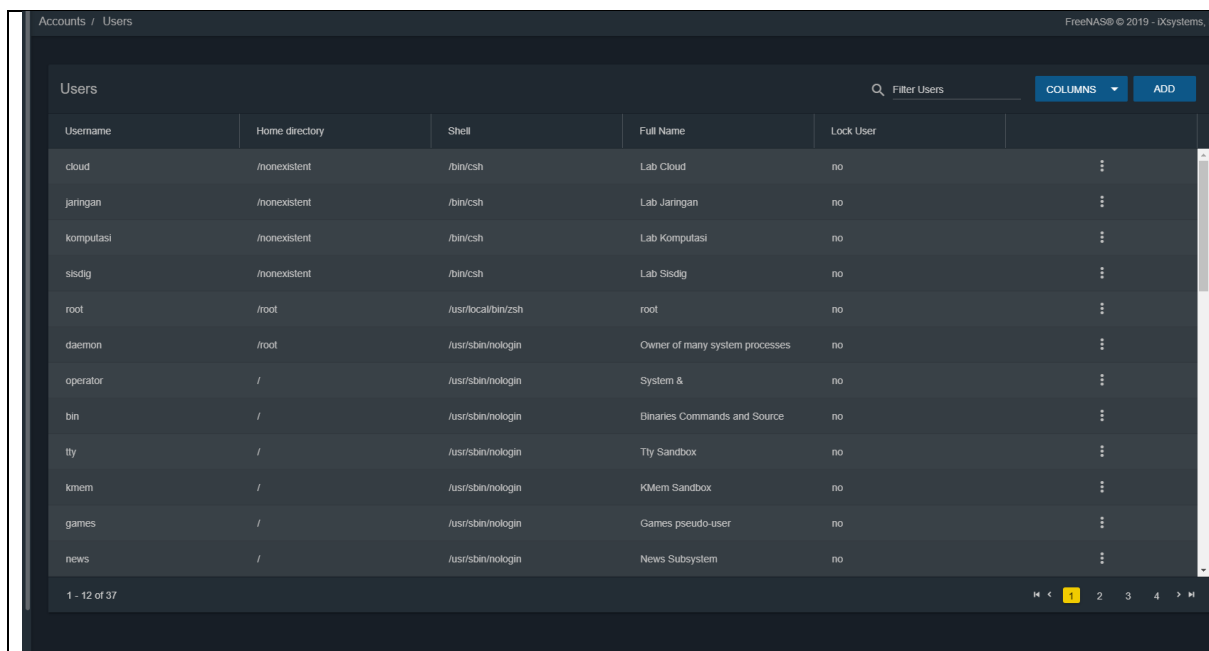 Accounts / Users FreeNAS® © 2019 - iXsystems,
Users Filter Users COLUMNS ADD
Username Home directory Shell Full Name Lock User
cloud /nonexistent /bin/csh Lab Cloud no
jaringan /nonexistent /bin/csh Lab Jaringan no
komputasi /nonexistent /bin/csh Lab Komputasi no
sisdig /nonexistent /bin/csh Lab Sisdig no
root /root /usr/local/bin/zsh root no
daemon /root /usr/sbin/nologin Owner of many system processes no
operator / /usr/sbin/nologin System & no
bin / /usr/sbin/nologin Binaries Commands and Source no
tty / /usr/sbin/nologin Tty Sandbox no
kmem / /usr/sbin/nologin KMem Sandbox no
games / /usr/sbin/nologin Games pseudo-user no
news / /usr/sbin/nologin News Subsystem no
1 - 12 of 37 1 2 3 4